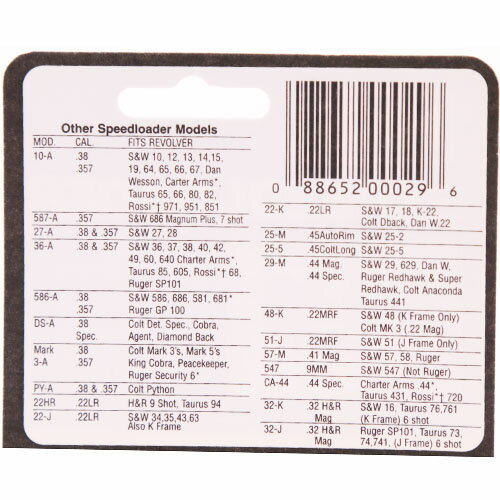 Other Speedloader Models
MOD. CAL. FITS REVOLVER
10-A .38 S&W 10, 12, 13, 14,15,
.357 19, 64, 65, 66, 67, Dan
Wesson, Carter Arms*,
Taurus 65, 66, 80, 82,
Rossi*† 971, 951, 851
587-A .357 S&W 686 Magnum Plus, 7 shot
27-A .38 & .357 S&W 27, 28
36-A .38 & .357 S&W 36, 37, 38, 40, 42,
49, 60, 640 Charter Arms*,
Taurus 85, 605, Rossi*† 68,
Ruger SP101
586-A .38 S&W 586, 686, 581, 681*
.357 Ruger GP 100
DS-A .38 Colt Det. Spec., Cobra,
Spec. Agent, Diamond Back
Mark .38 Colt Mark 3's, Mark 5's
3-A .357 King Cobra, Peacekeeper,
Ruger Security 6*
PY-A .38 & .357 Colt Python
22HR .22LR H&R 9 Shot, Taurus 94
22-J .22LR S&W 34,35,43.63
Also K Frame
0 88652 00029 6
22-K .22LR S&W 17, 18, K-22,
Colt Dback, Dan W.22
25-M .45AutoRim S&W 25-2
25-5 .45ColtLong S&W 25-5
29-M .44 Mag. S&W 29, 629, Dan W,
.44 Spec. Ruger Redhawk & Super
Redhawk, Colt Anaconda
Taurus 441
48-K .22MRF S&W 48 (K Frame Only)
Colt MK 3 (.22 Mag)
51-J .22MRF S&W 51 (J Frame Only)
57-M .41 Mag S&W 57, 58, Ruger
547 9MM S&W 547 (Not Ruger)
CA-44 .44 Spec. Charter Arms .44*,
Taurus 431, Rossi*† 720
32-K .32 H&R S&W 16, Taurus 76,761
Mag (K Frame) 6 shot
32-J .32 H&R Ruger SP101, Taurus 73,
Mag 74,741, (J Frame) 6 shot